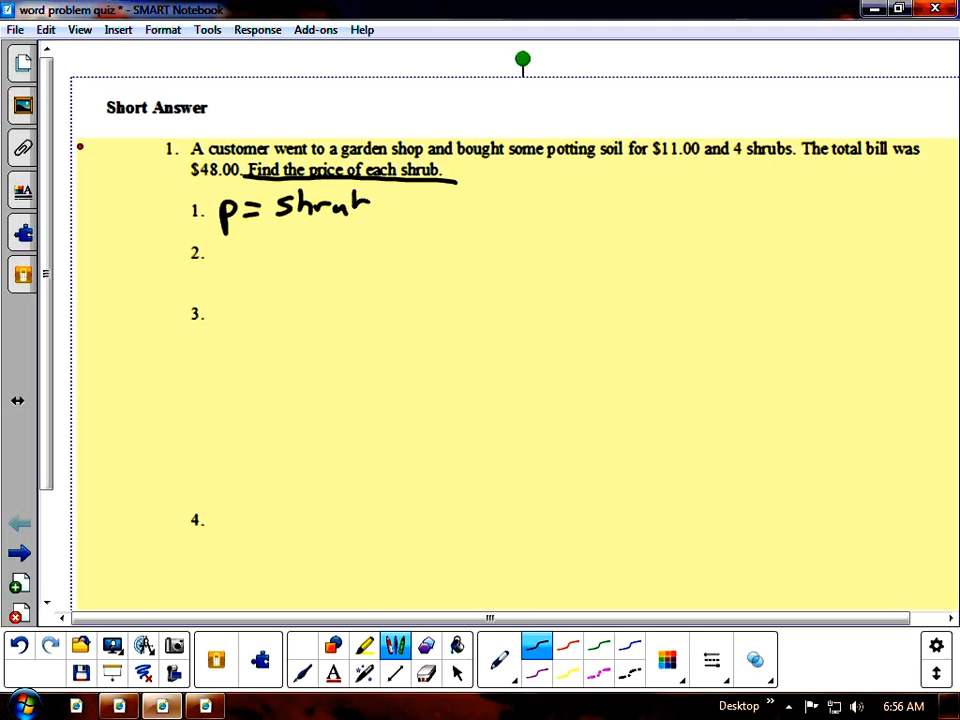 word problem quiz * - SMART Notebook
File Edit View Insert Format Tools Response Add-ons Help
Short Answer
1. A customer went to a garden shop and bought some potting soil for $11.00 and 4 shrubs. The total bill was
$48.00. Find the price of each shrub.
1. p = shrub
2.
3.
4.
Desktop » 6:56 AM